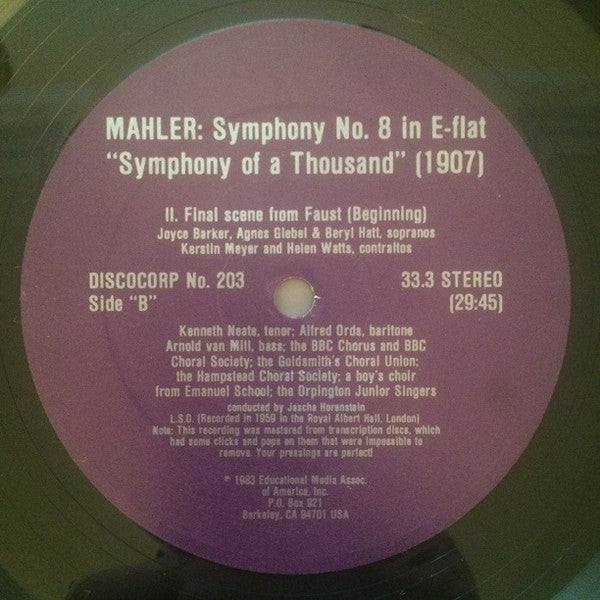 MAHLER: Symphony No. 8 in E-flat
“Symphony of a Thousand” (1907)
II. Final scene from Faust (Beginning)
Joyce Barker, Agnes Glebel & Beryl Hatt, sopranos
Kerstin Meyer and Helen Watts, contraltos
DISCOCORP No. 203 33.3 STEREO
Side “B” (29:45)
Kenneth Neate, tenor; Alfred Orda, baritone
Arnold van Mill, bass; the BBC Chorus and BBC
Choral Society; the Goldsmith's Choral Union;
the Hampstead Choral Society; a boy's choir
from Emanuel School; the Orpington Junior Singers
conducted by Jascha Horenstein
L.S.O. (Recorded in 1959 in the Royal Albert Hall, London)
Note: This recording was mastered from transcription discs, which
had some clicks and pops on them that were impossible to
remove. Your pressings are perfect!
℗ 1983 Educational Media Assoc.
of America, Inc.
P.O. Box 921
Berkeley, CA 94701 USA